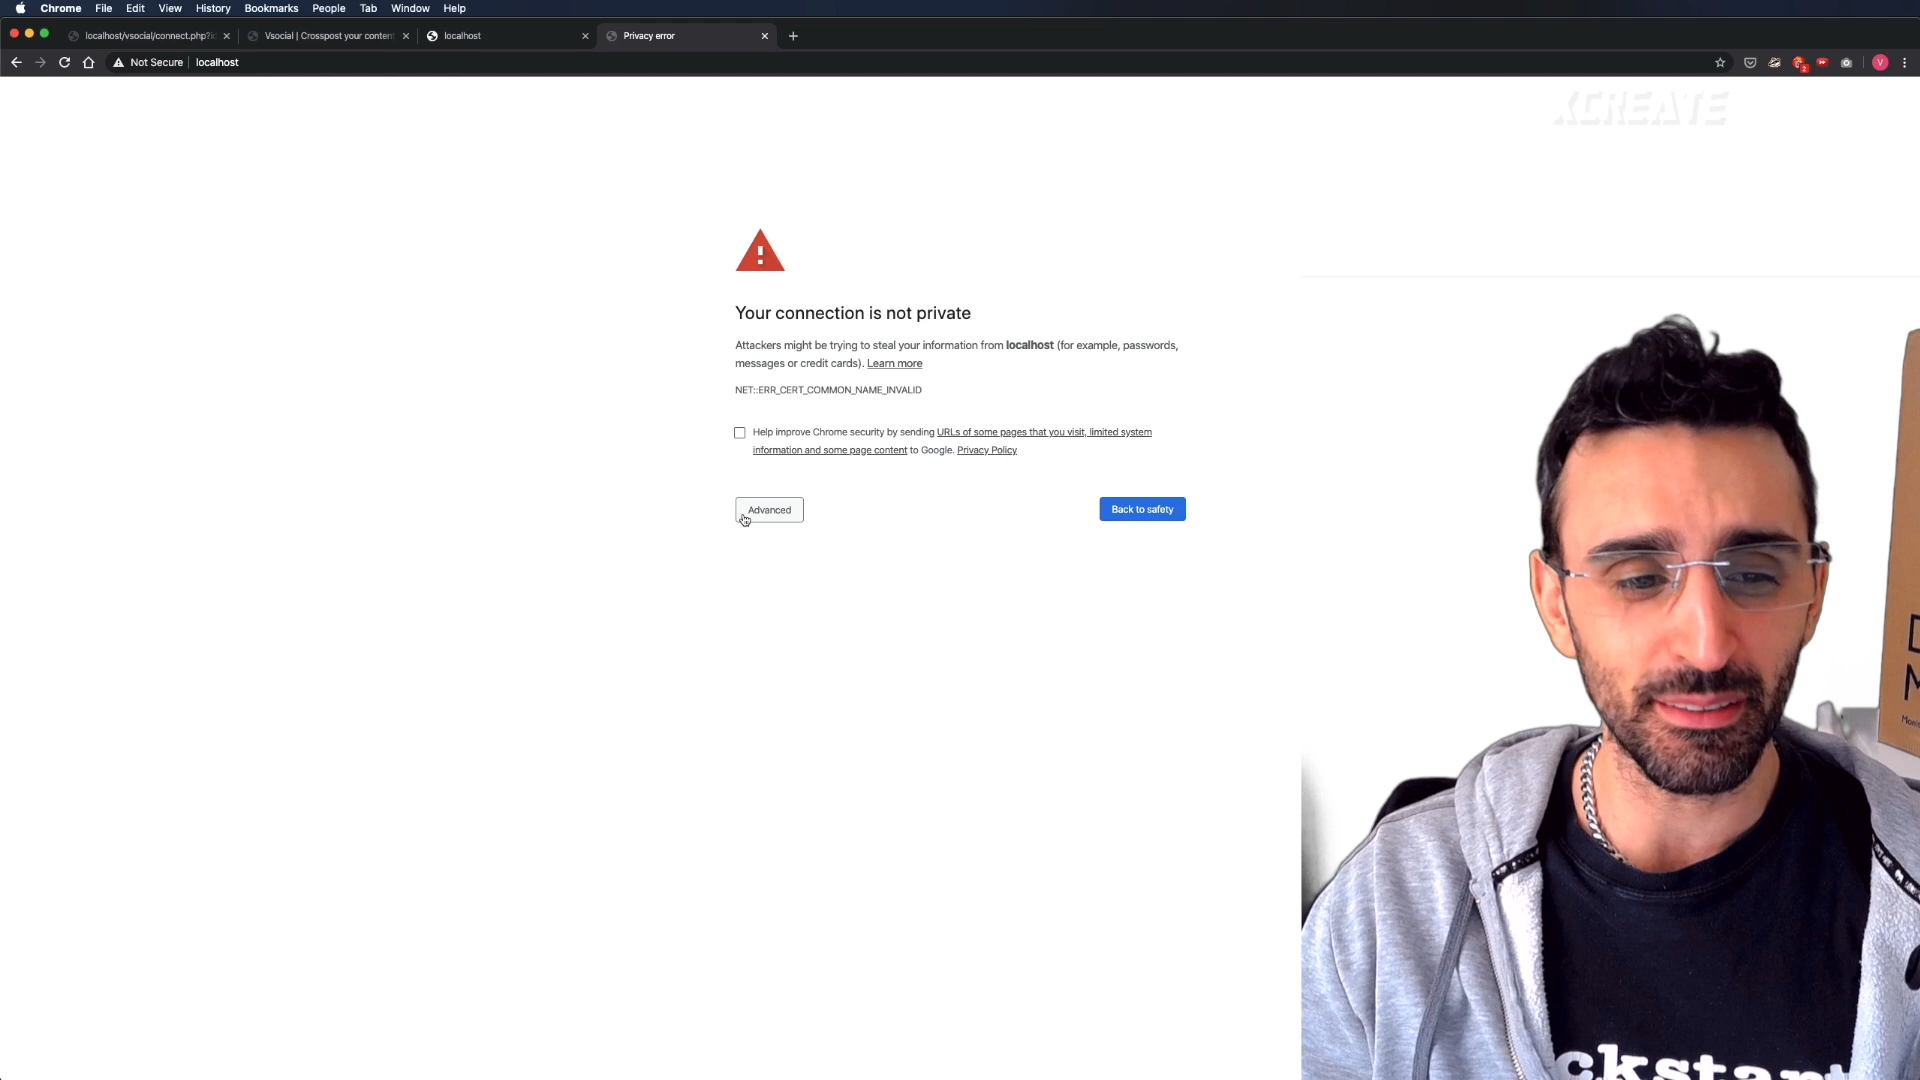 Chrome File Edit View History Bookmarks People Tab Window Help
localhost/vsocial/connect.php?i
Vsocial | Crosspost your content
localhost
Privacy error
Not Secure localhost
2
V
XCREATE
Your connection is not private
Attackers might be trying to steal your information from localhost (for example, passwords,
messages or credit cards). Learn more
NET::ERR_CERT_COMMON_NAME_INVALID
Help improve Chrome security by sending URLs of some pages that you visit, limited system
information and some page content to Google. Privacy Policy
Advanced
Back to safety
ckstar